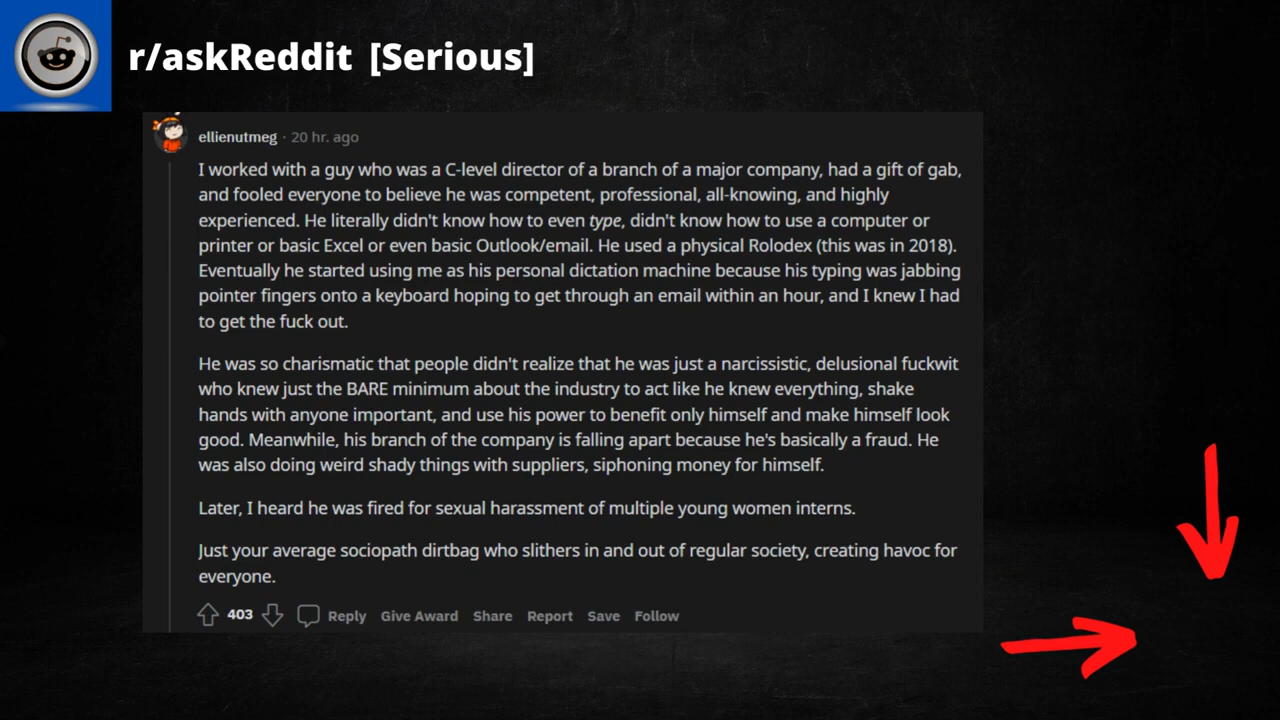 r/askReddit [Serious]
ellienutmeg · 20 hr. ago
I worked with a guy who was a C-level director of a branch of a major company, had a gift of gab,
and fooled everyone to believe he was competent, professional, all-knowing, and highly
experienced. He literally didn't know how to even type, didn't know how to use a computer or
printer or basic Excel or even basic Outlook/email. He used a physical Rolodex (this was in 2018).
Eventually he started using me as his personal dictation machine because his typing was jabbing
pointer fingers onto a keyboard hoping to get through an email within an hour, and I knew I had
to get the fuck out.
He was so charismatic that people didn't realize that he was just a narcissistic, delusional fuckwit
who knew just the BARE minimum about the industry to act like he knew everything, shake
hands with anyone important, and use his power to benefit only himself and make himself look
good. Meanwhile, his branch of the company is falling apart because he's basically a fraud. He
was also doing weird shady things with suppliers, siphoning money for himself.
Later, I heard he was fired for sexual harassment of multiple young women interns.
Just your average sociopath dirtbag who slithers in and out of regular society, creating havoc for
everyone.
403 Reply Give Award Share Report Save Follow